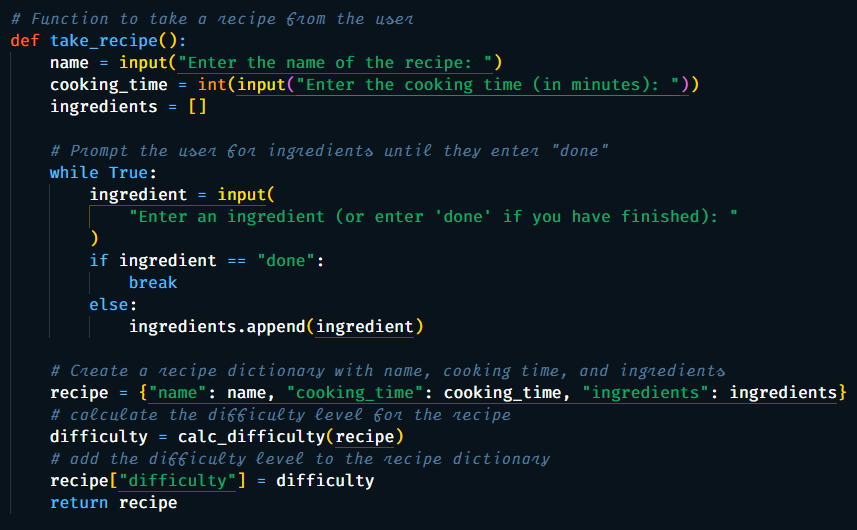 # Function to take a recipe from the user
def take_recipe():
    name = input("Enter the name of the recipe: ")
    cooking_time = int(input("Enter the cooking time (in minutes): "))
    ingredients = []

    # Prompt the user for ingredients until they enter "done"
    while True:
        ingredient = input(
            "Enter an ingredient (or enter 'done' if you have finished): "
        )
        if ingredient == "done":
            break
        else:
            ingredients.append(ingredient)

    # Create a recipe dictionary with name, cooking time, and ingredients
    recipe = {"name": name, "cooking_time": cooking_time, "ingredients": ingredients}
    # calculate the difficulty level for the recipe
    difficulty = calc_difficulty(recipe)
    # add the difficulty level to the recipe dictionary
    recipe["difficulty"] = difficulty
    return recipe